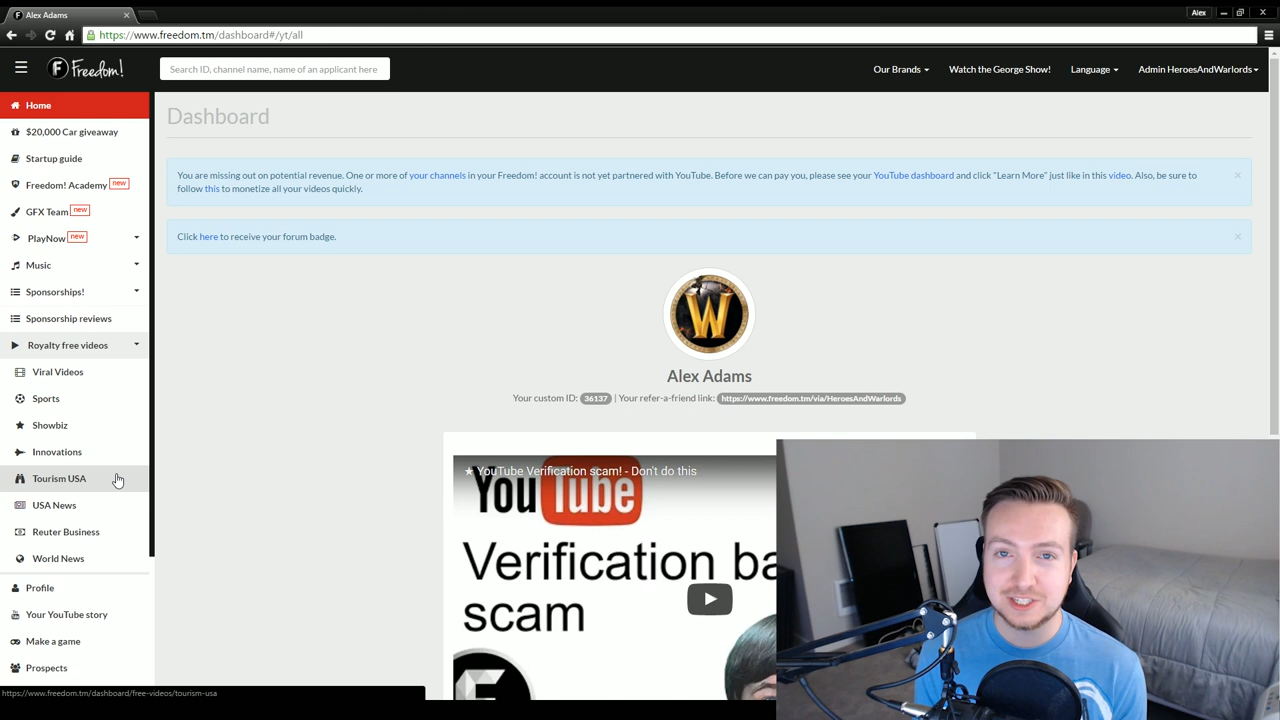 Alex Adams
Alex
https://www.freedom.tm/dashboard#/yt/all
Freedom!
Search ID, channel name, name of an applicant here
Our Brands
Watch the George Show!
Language
Admin HeroesAndWarlords
Home
$20,000 Car giveaway
Startup guide
Freedom! Academy new
GFX Team new
PlayNow new
Music
Sponsorships!
Sponsorship reviews
Royalty free videos
Viral Videos
Sports
Showbiz
Innovations
Tourism USA
USA News
Reuter Business
World News
Profile
Your YouTube story
Make a game
Prospects
https://www.freedom.tm/dashboard/free-videos/tourism-usa
Dashboard
You are missing out on potential revenue. One or more of your channels in your Freedom! account is not yet partnered with YouTube. Before we can pay you, please see your YouTube dashboard and click "Learn More" just like in this video. Also, be sure to
follow this to monetize all your videos quickly.
Click here to receive your forum badge.
W
Alex Adams
Your custom ID: 36137 | Your refer-a-friend link: https://www.freedom.tm/via/HeroesAndWarlords
★ YouTube Verification scam! - Don't do this
YouTube
Verification ba
scam